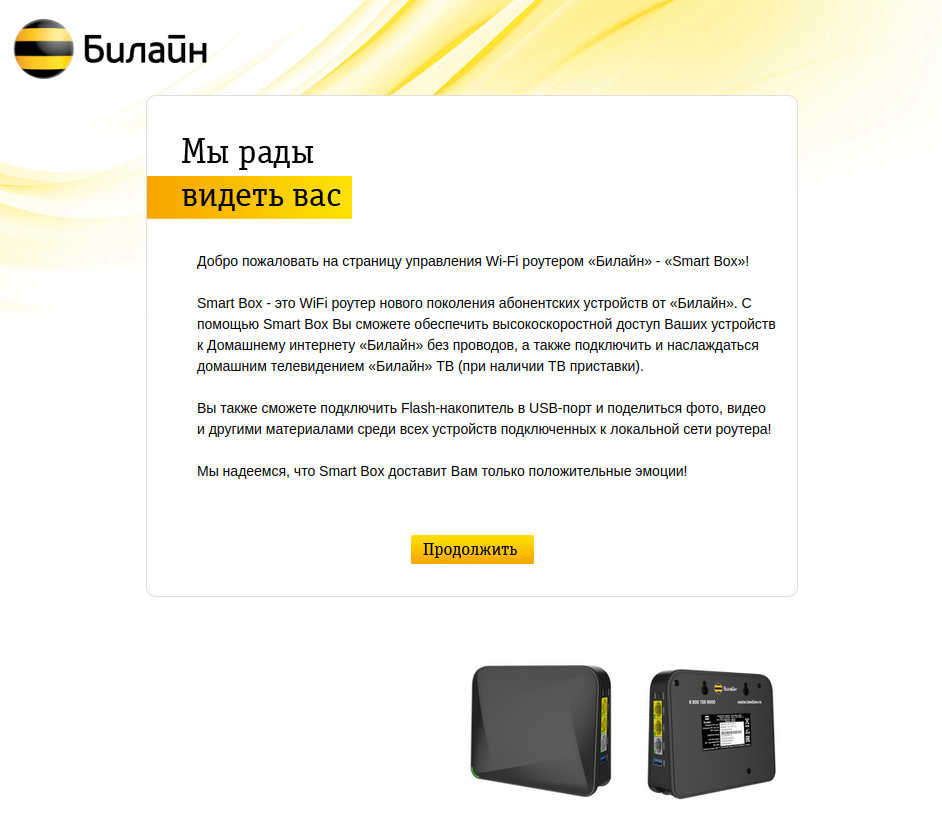 Билайн
Мы рады
видеть вас
Добро пожаловать на страницу управления Wi-Fi роутером «Билайн» - «Smart Box»!
Smart Box - это WiFi роутер нового поколения абонентских устройств от «Билайн». С
помощью Smart Box Вы сможете обеспечить высокоскоростной доступ Ваших устройств
к Домашнему интернету «Билайн» без проводов, а также подключить и наслаждаться
домашним телевидением «Билайн» ТВ (при наличии ТВ приставки).
Вы также сможете подключить Flash-накопитель в USB-порт и поделиться фото, видео
и другими материалами среди всех устройств подключенных к локальной сети роутера!
Мы надеемся, что Smart Box доставит Вам только положительные эмоции!
Продолжить
Билайн
8 800 700 8000